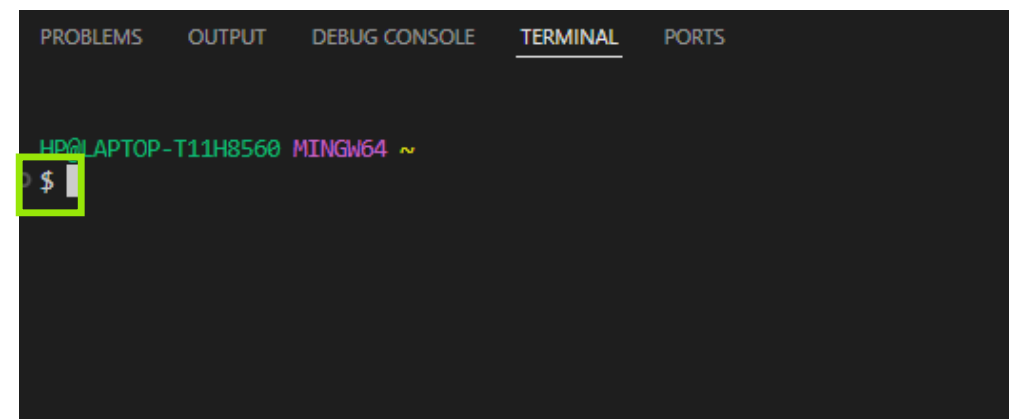 PROBLEMS OUTPUT DEBUG CONSOLE TERMINAL PORTS
HP@LAPTOP-T11H8560 MINGW64 ~
$